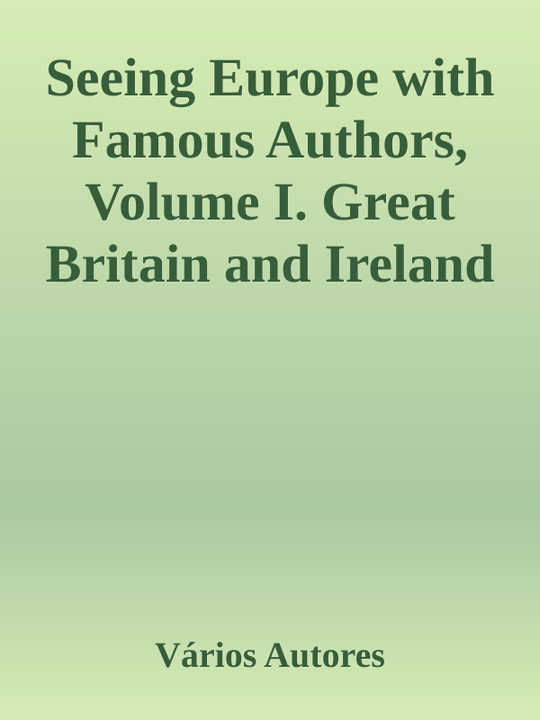 Seeing Europe with
Famous Authors,
Volume I. Great
Britain and Ireland
Vários Autores